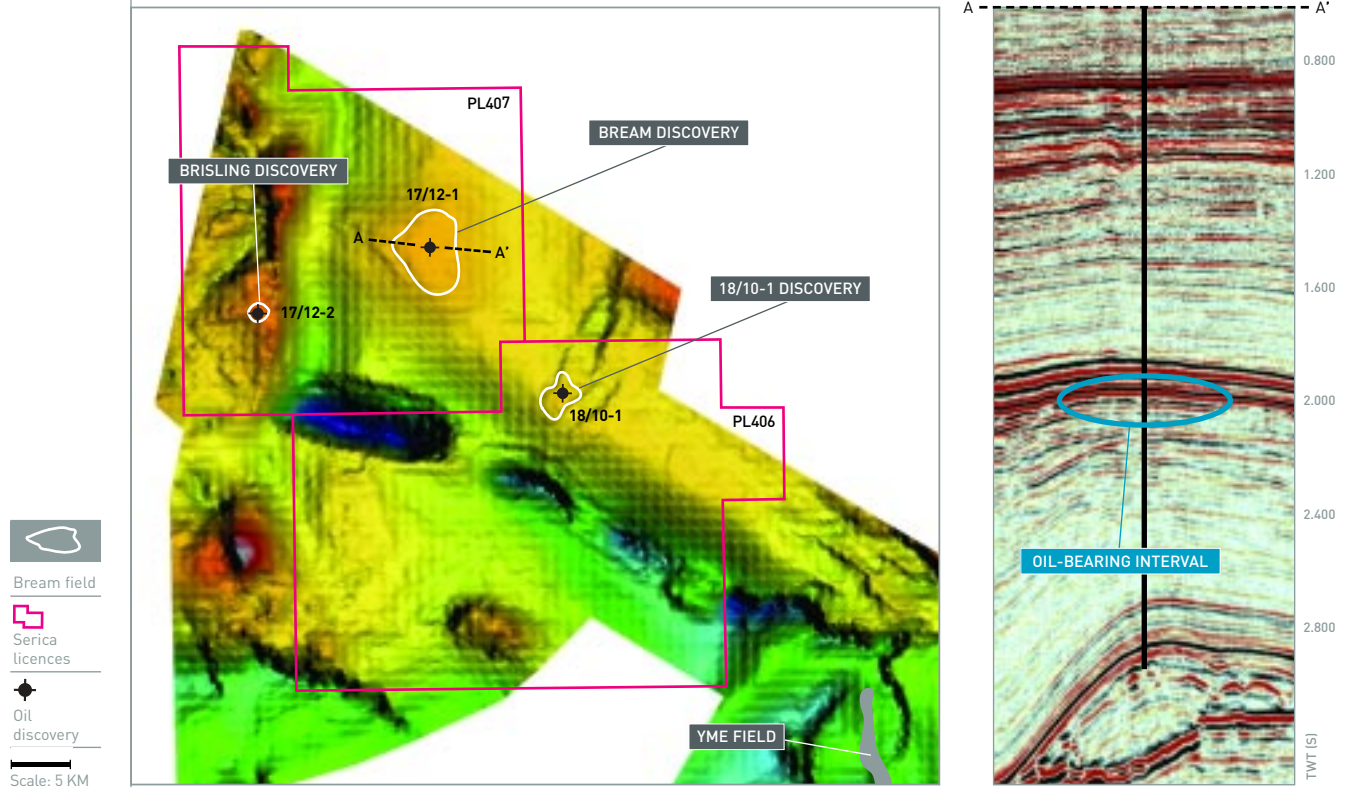 PL407
BREAM DISCOVERY
BRISLING DISCOVERY
17/12-1
A
A'
17/12-2
18/10-1 DISCOVERY
18/10-1
PL406
YME FIELD
Bream field
Serica
licences
Oil
discovery
Scale: 5 KM
A
A'
0.800
1.200
1.600
2.000
2.400
OIL-BEARING INTERVAL
2.800
TWT (S)